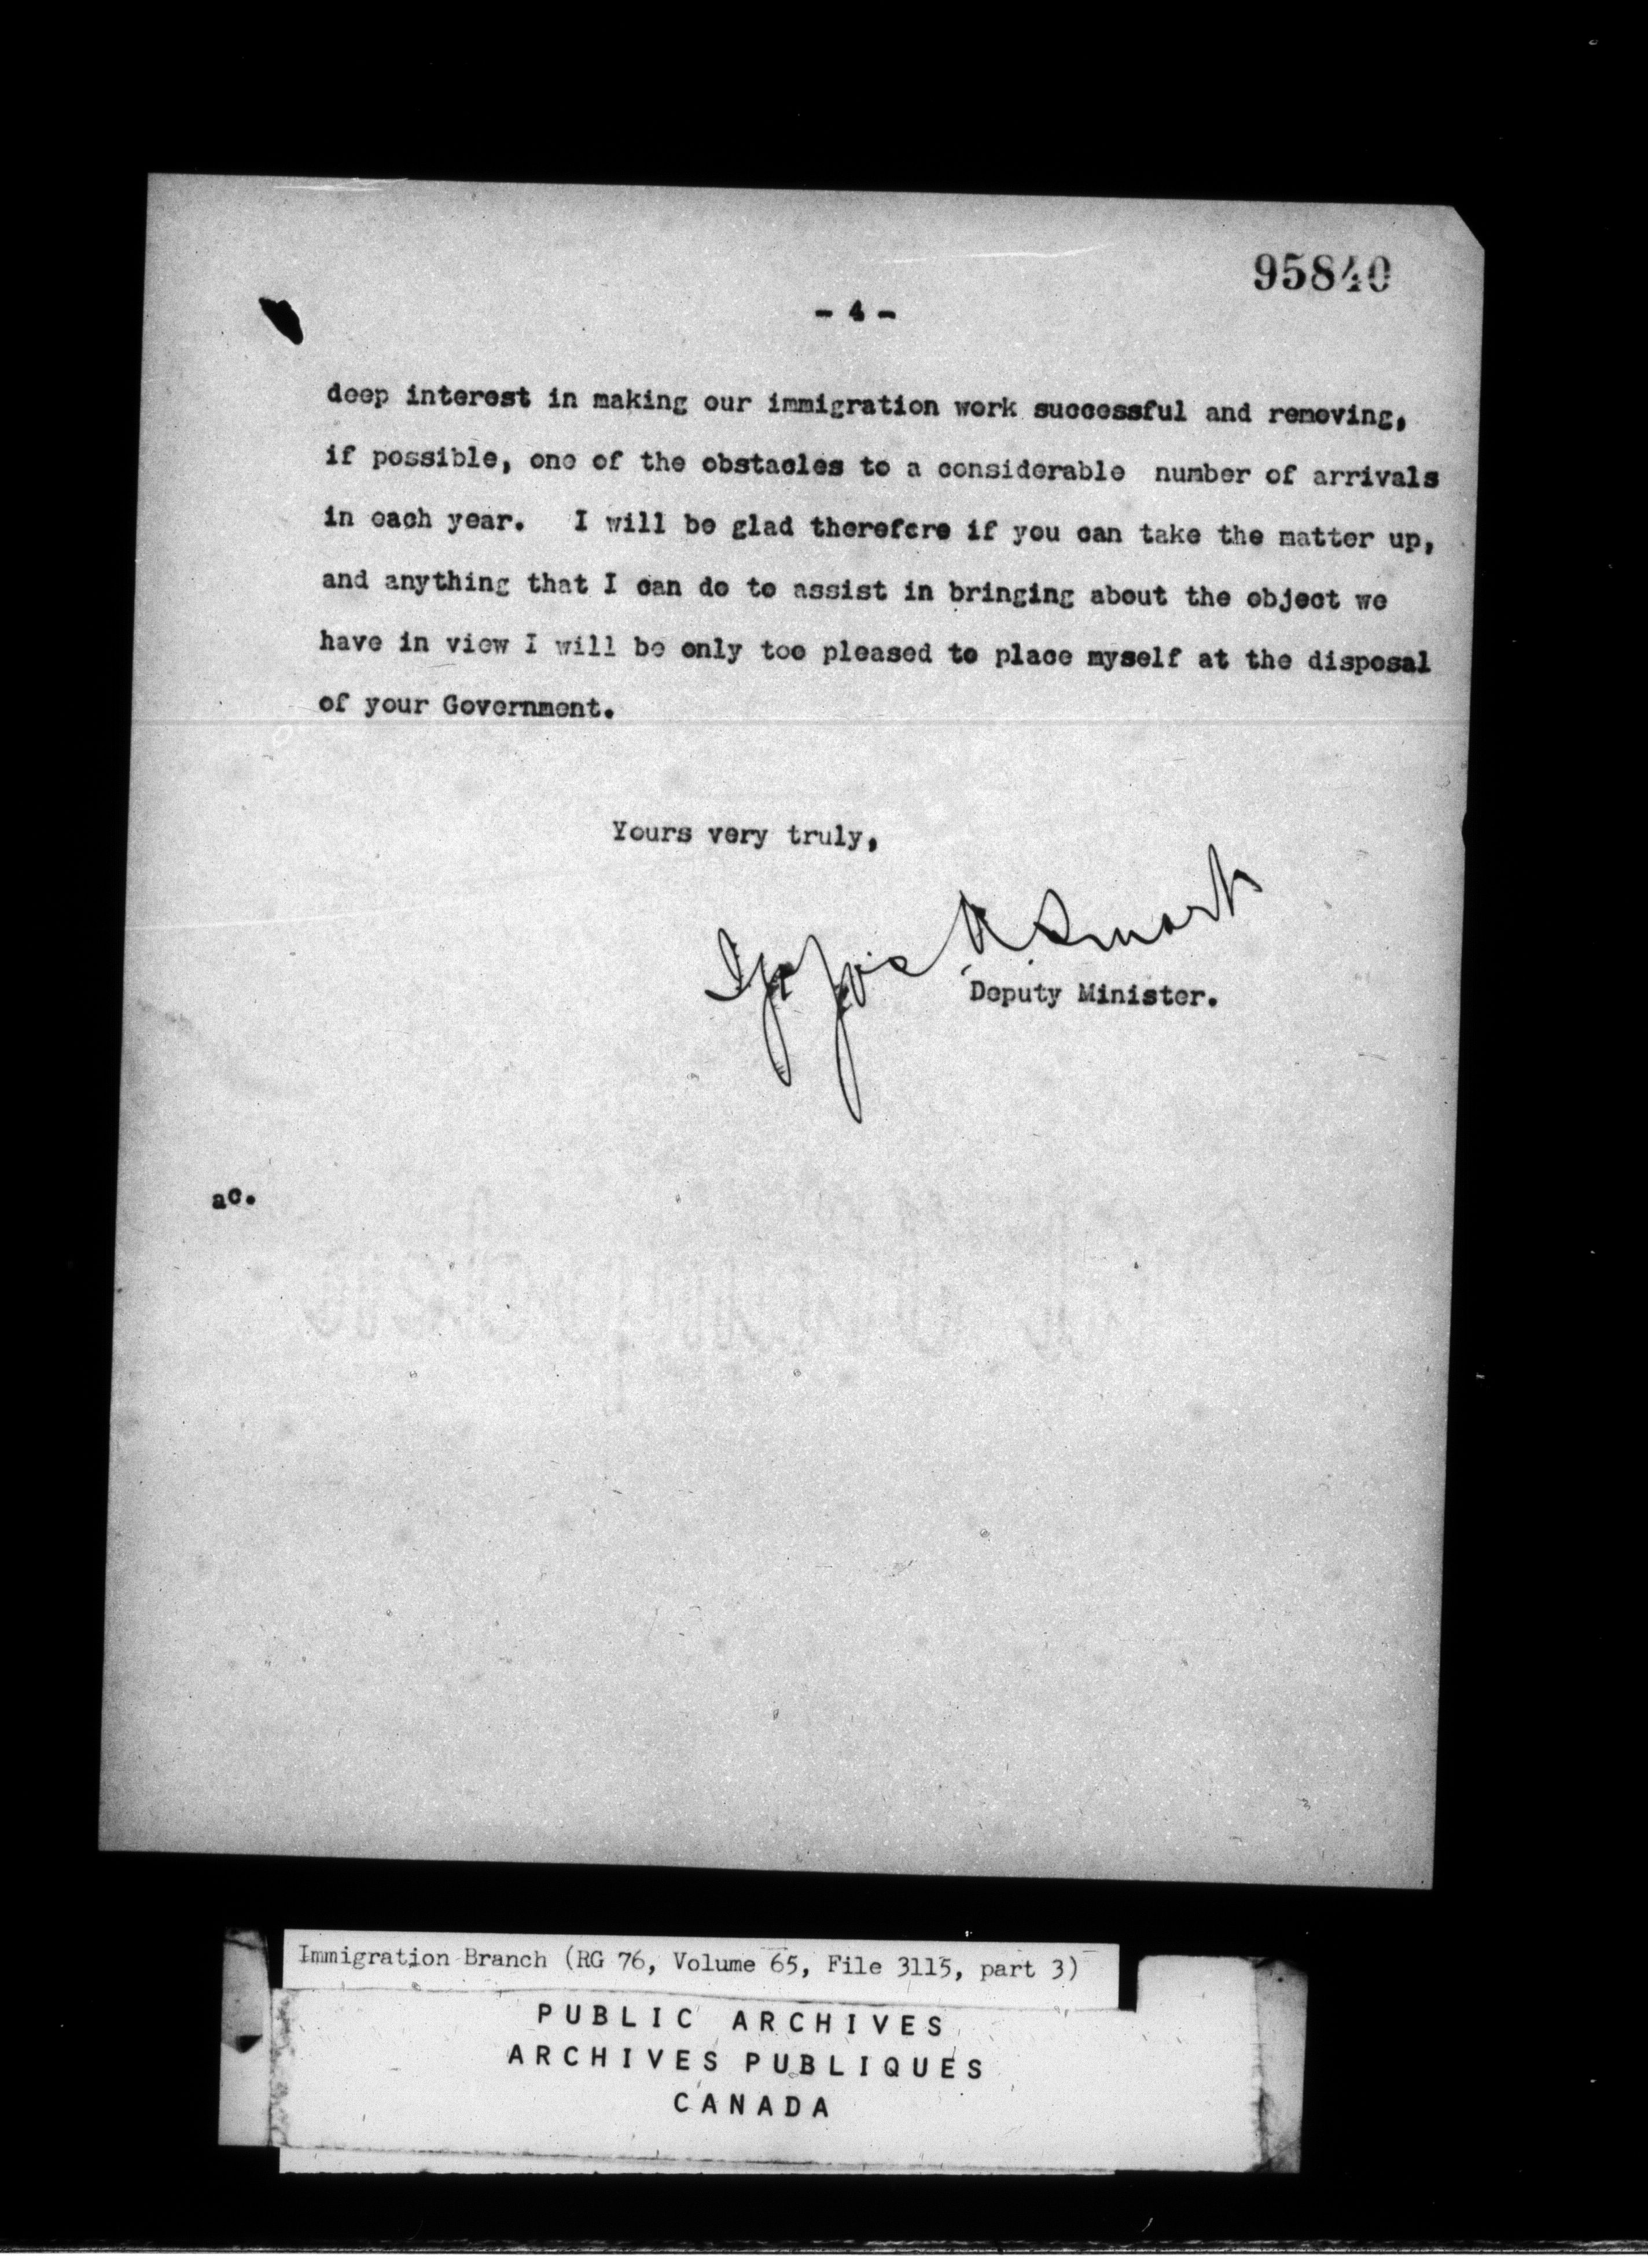 95840
- 4 -
deep interest in making our immigration work successful and removing,
if possible, one of the obstacles to a considerable number of arrivals
in each year. I will be glad therefore if you can take the matter up,
and anything that I can do to assist in bringing about the object we
have in view I will be only too pleased to place myself at the disposal
of your Government.
Yours very truly,
Smart
Deputy Minister.
ac.
Immigration Branch (RG 76, Volume 65, File 3115, part 3)
PUBLIC ARCHIVES
ARCHIVES PUBLIQUES
CANADA